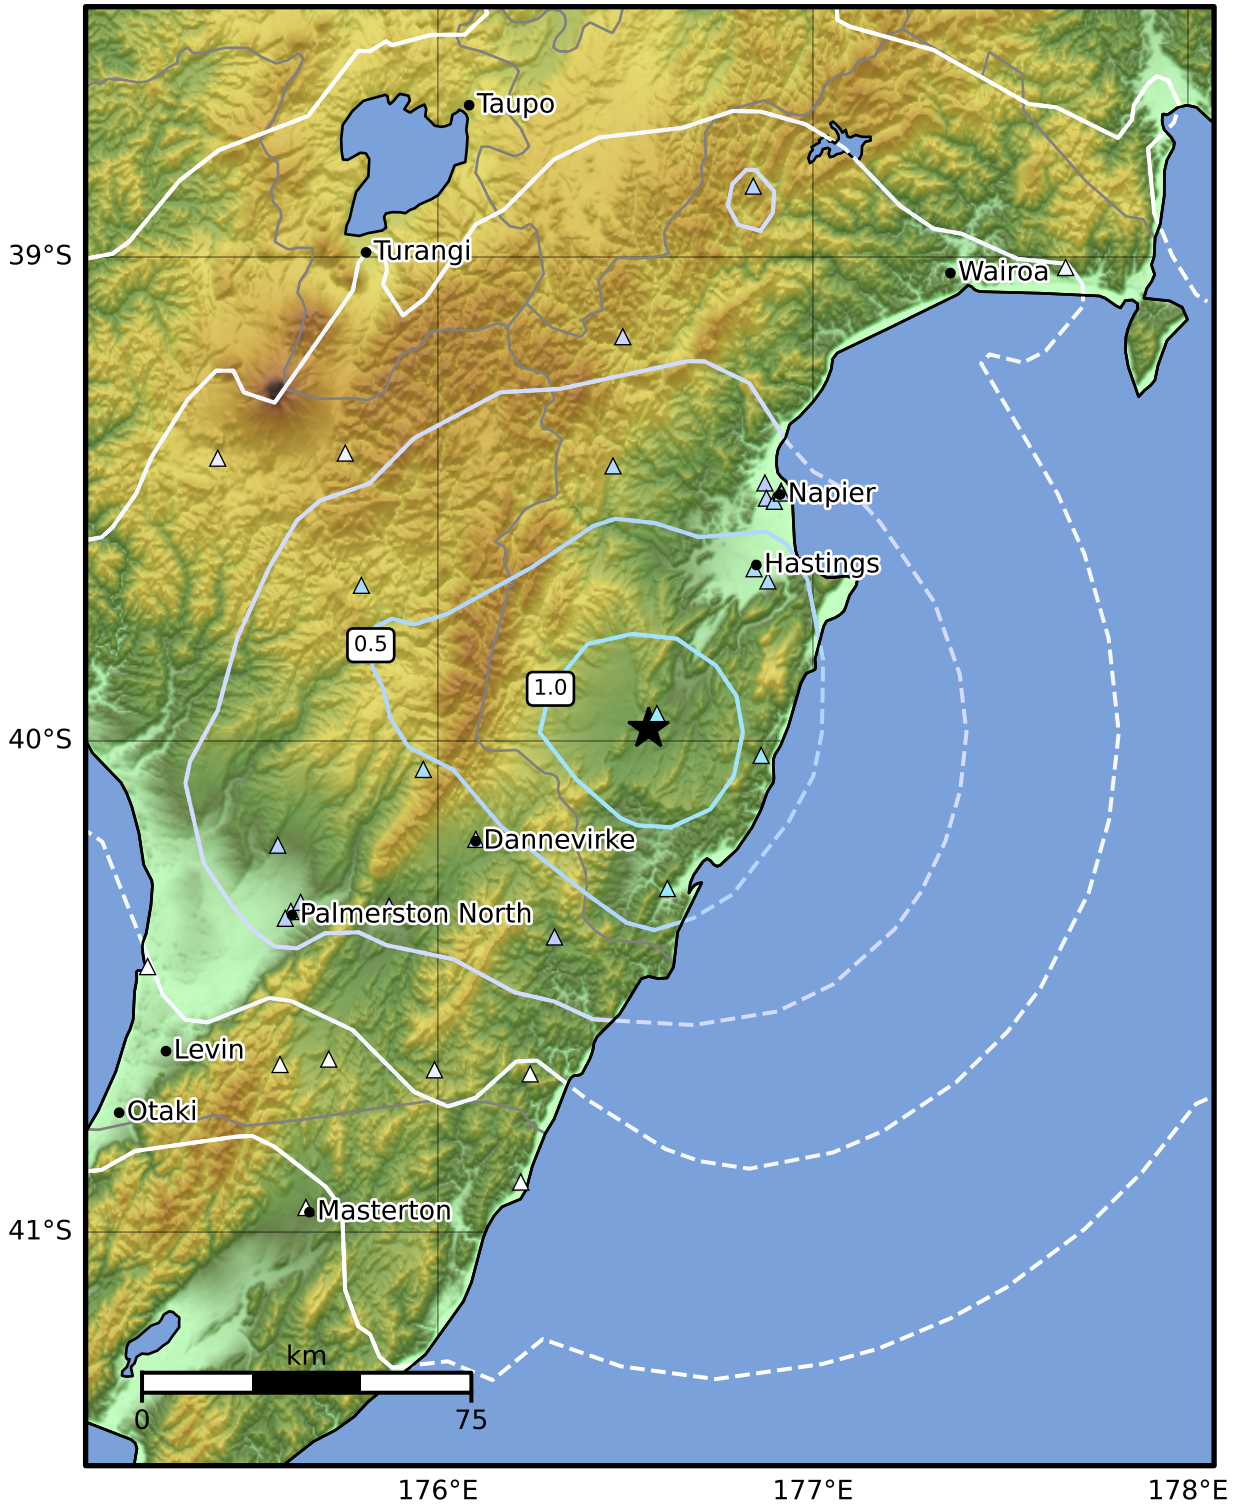 Taupo
39°S
Turangi
Wairoa
Napier
Hastings
0.5
1.0
40°S
Dannevirke
Palmerston North
Levin
Otaki
Masterton
41°S
km
0 75
176°E 177°E 178°E